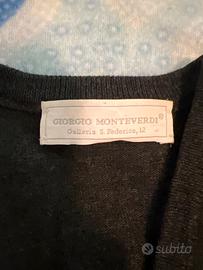 GIORGIO MONTEVERDI®
Galleria S. Federico, 12
subito